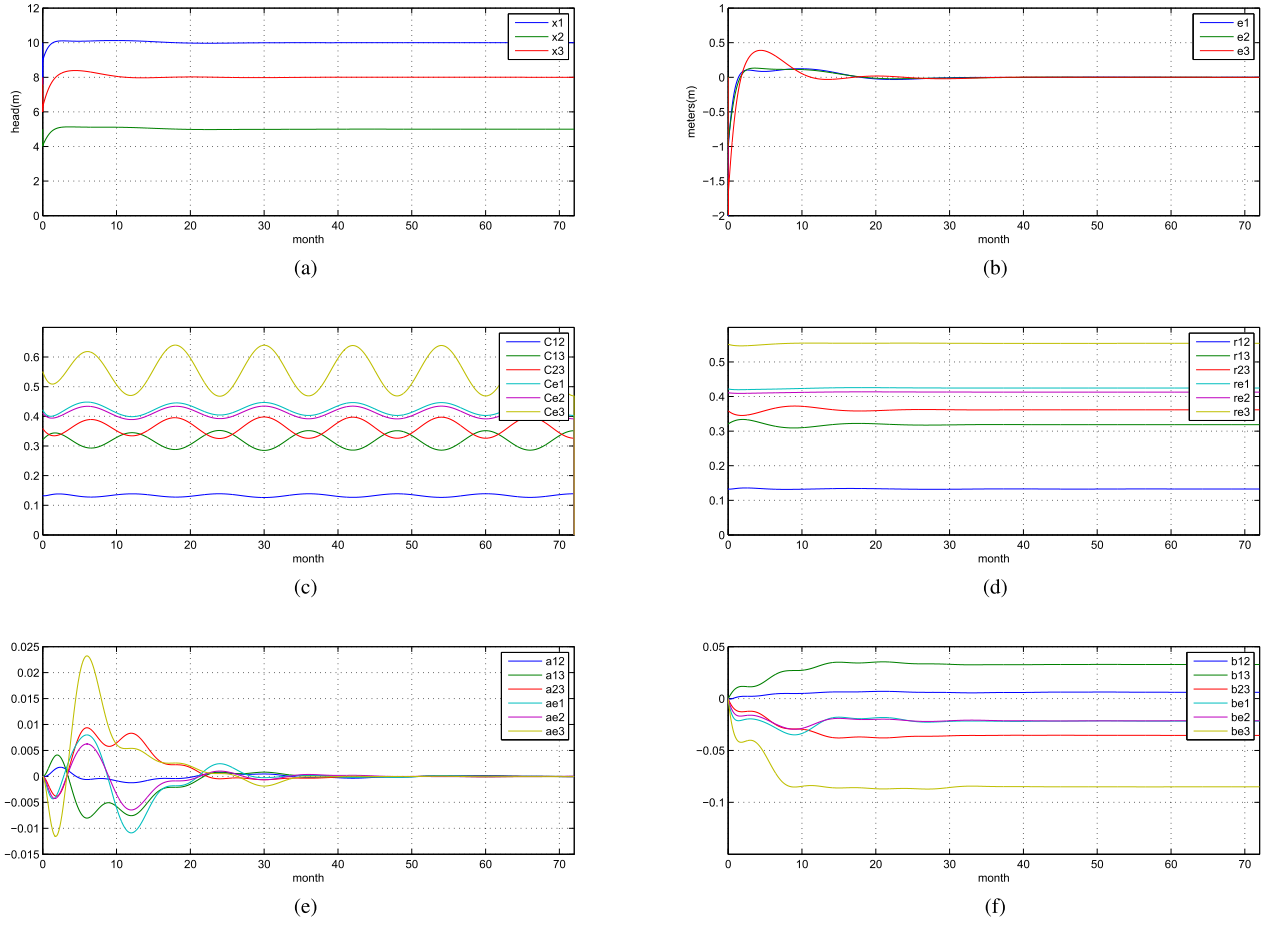 12
10
8
6
4
2
0
head(m)
0 10 20 30 40 50 60 70
month
x1
x2
x3
(a)
1
0.5
0
−0.5
−1
−1.5
−2
meters(m)
0 10 20 30 40 50 60 70
month
e1
e2
e3
(b)
0.6
0.5
0.4
0.3
0.2
0.1
0
0 10 20 30 40 50 60 70
month
C12
C13
C23
Ce1
Ce2
Ce3
(c)
0.5
0.4
0.3
0.2
0.1
0
0 10 20 30 40 50 60 70
month
r12
r13
r23
re1
re2
re3
(d)
0.025
0.02
0.015
0.01
0.005
0
−0.005
−0.01
−0.015
0 10 20 30 40 50 60 70
month
a12
a13
a23
ae1
ae2
ae3
(e)
0.05
0
−0.05
−0.1
0 10 20 30 40 50 60 70
month
b12
b13
b23
be1
be2
be3
(f)